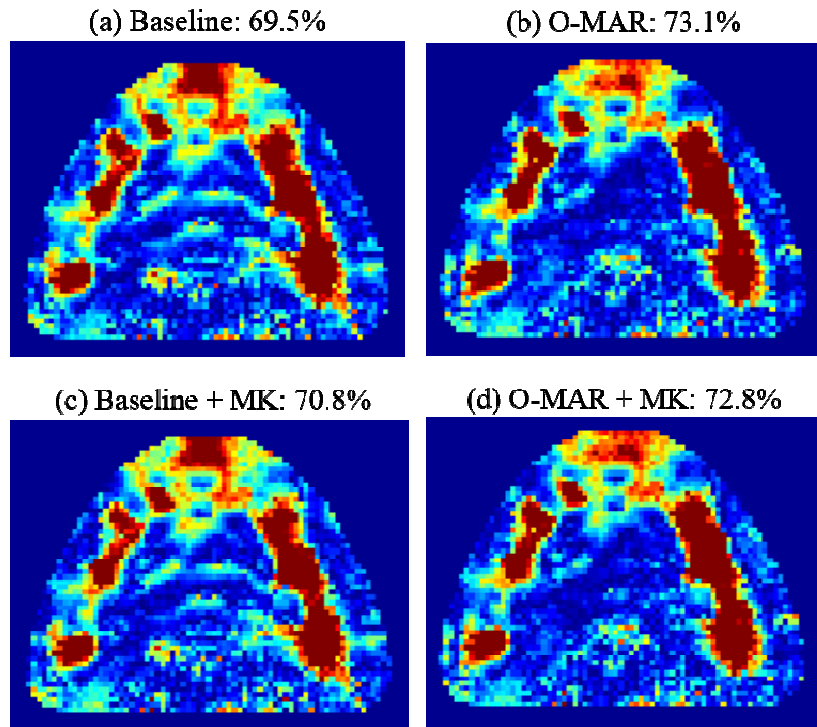 (a) Baseline: 69.5%
(b) O-MAR: 73.1%
(c) Baseline + MK: 70.8%
(d) O-MAR + MK: 72.8%